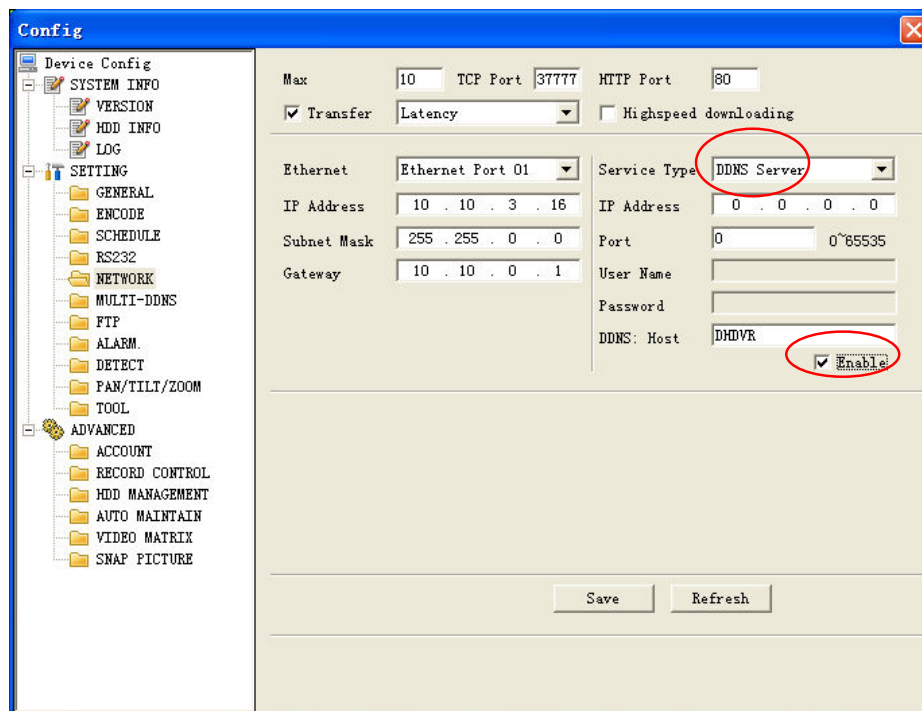 Config
Device Config
SYSTEM INFO
VERSION
HDD INFO
LOG
SETTING
GENERAL
ENCODE
SCHEDULE
RS232
NETWORK
MULTI-DDNS
FTP
ALARM.
DETECT
PAN/TILT/ZOOM
TOOL
ADVANCED
ACCOUNT
RECORD CONTROL
HDD MANAGEMENT
AUTO MAINTAIN
VIDEO MATRIX
SNAP PICTURE
Max 10 TCP Port 37777 HTTP Port 80
Transfer Latency Highspeed downloading
Ethernet Ethernet Port 01
IP Address 10 . 10 . 3 . 16
Subnet Mask 255 . 255 . 0 . 0
Gateway 10 . 10 . 0 . 1
Service Type DDNS Server
IP Address 0 . 0 . 0 . 0
Port 0 0~65535
User Name
Password
DDNS: Host DHDVR
Enable
Save Refresh